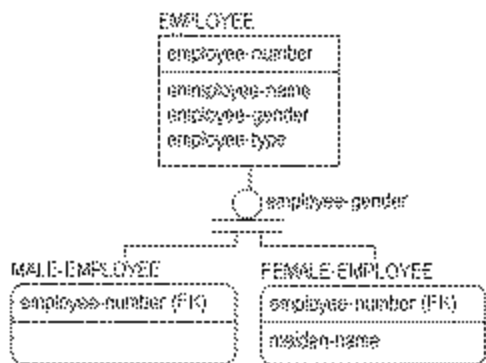 EMPLOYEE
employee-number
emmployee-name
employee-gender
employee-type
employee-gender
MALE-EMPLOYEE
employee-number (FK)
FEMALE-EMPLOYEE
employee-number (FK)
maiden-name